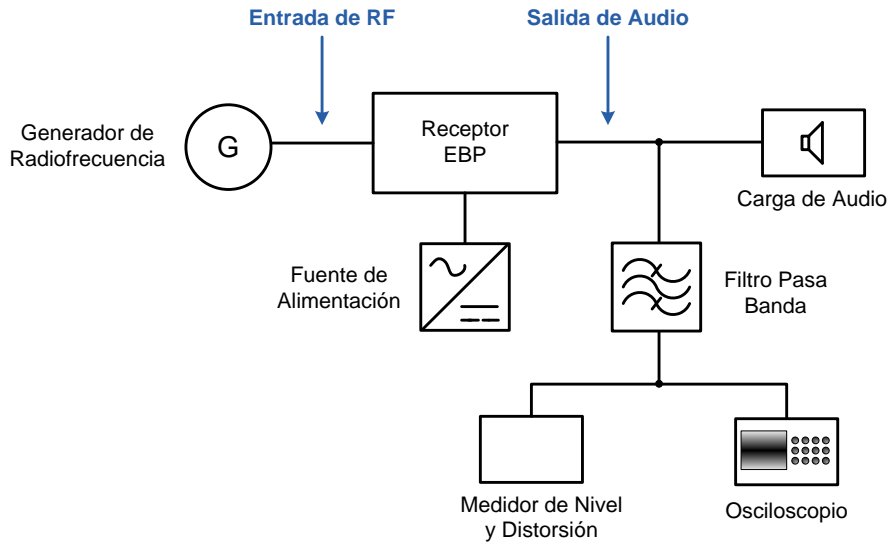 Entrada de RF
Salida de Audio
Generador de
Radiofrecuencia
G
Receptor
EBP
Carga de Audio
Fuente de
Alimentación
Filtro Pasa
Banda
Medidor de Nivel
y Distorsión
Osciloscopio